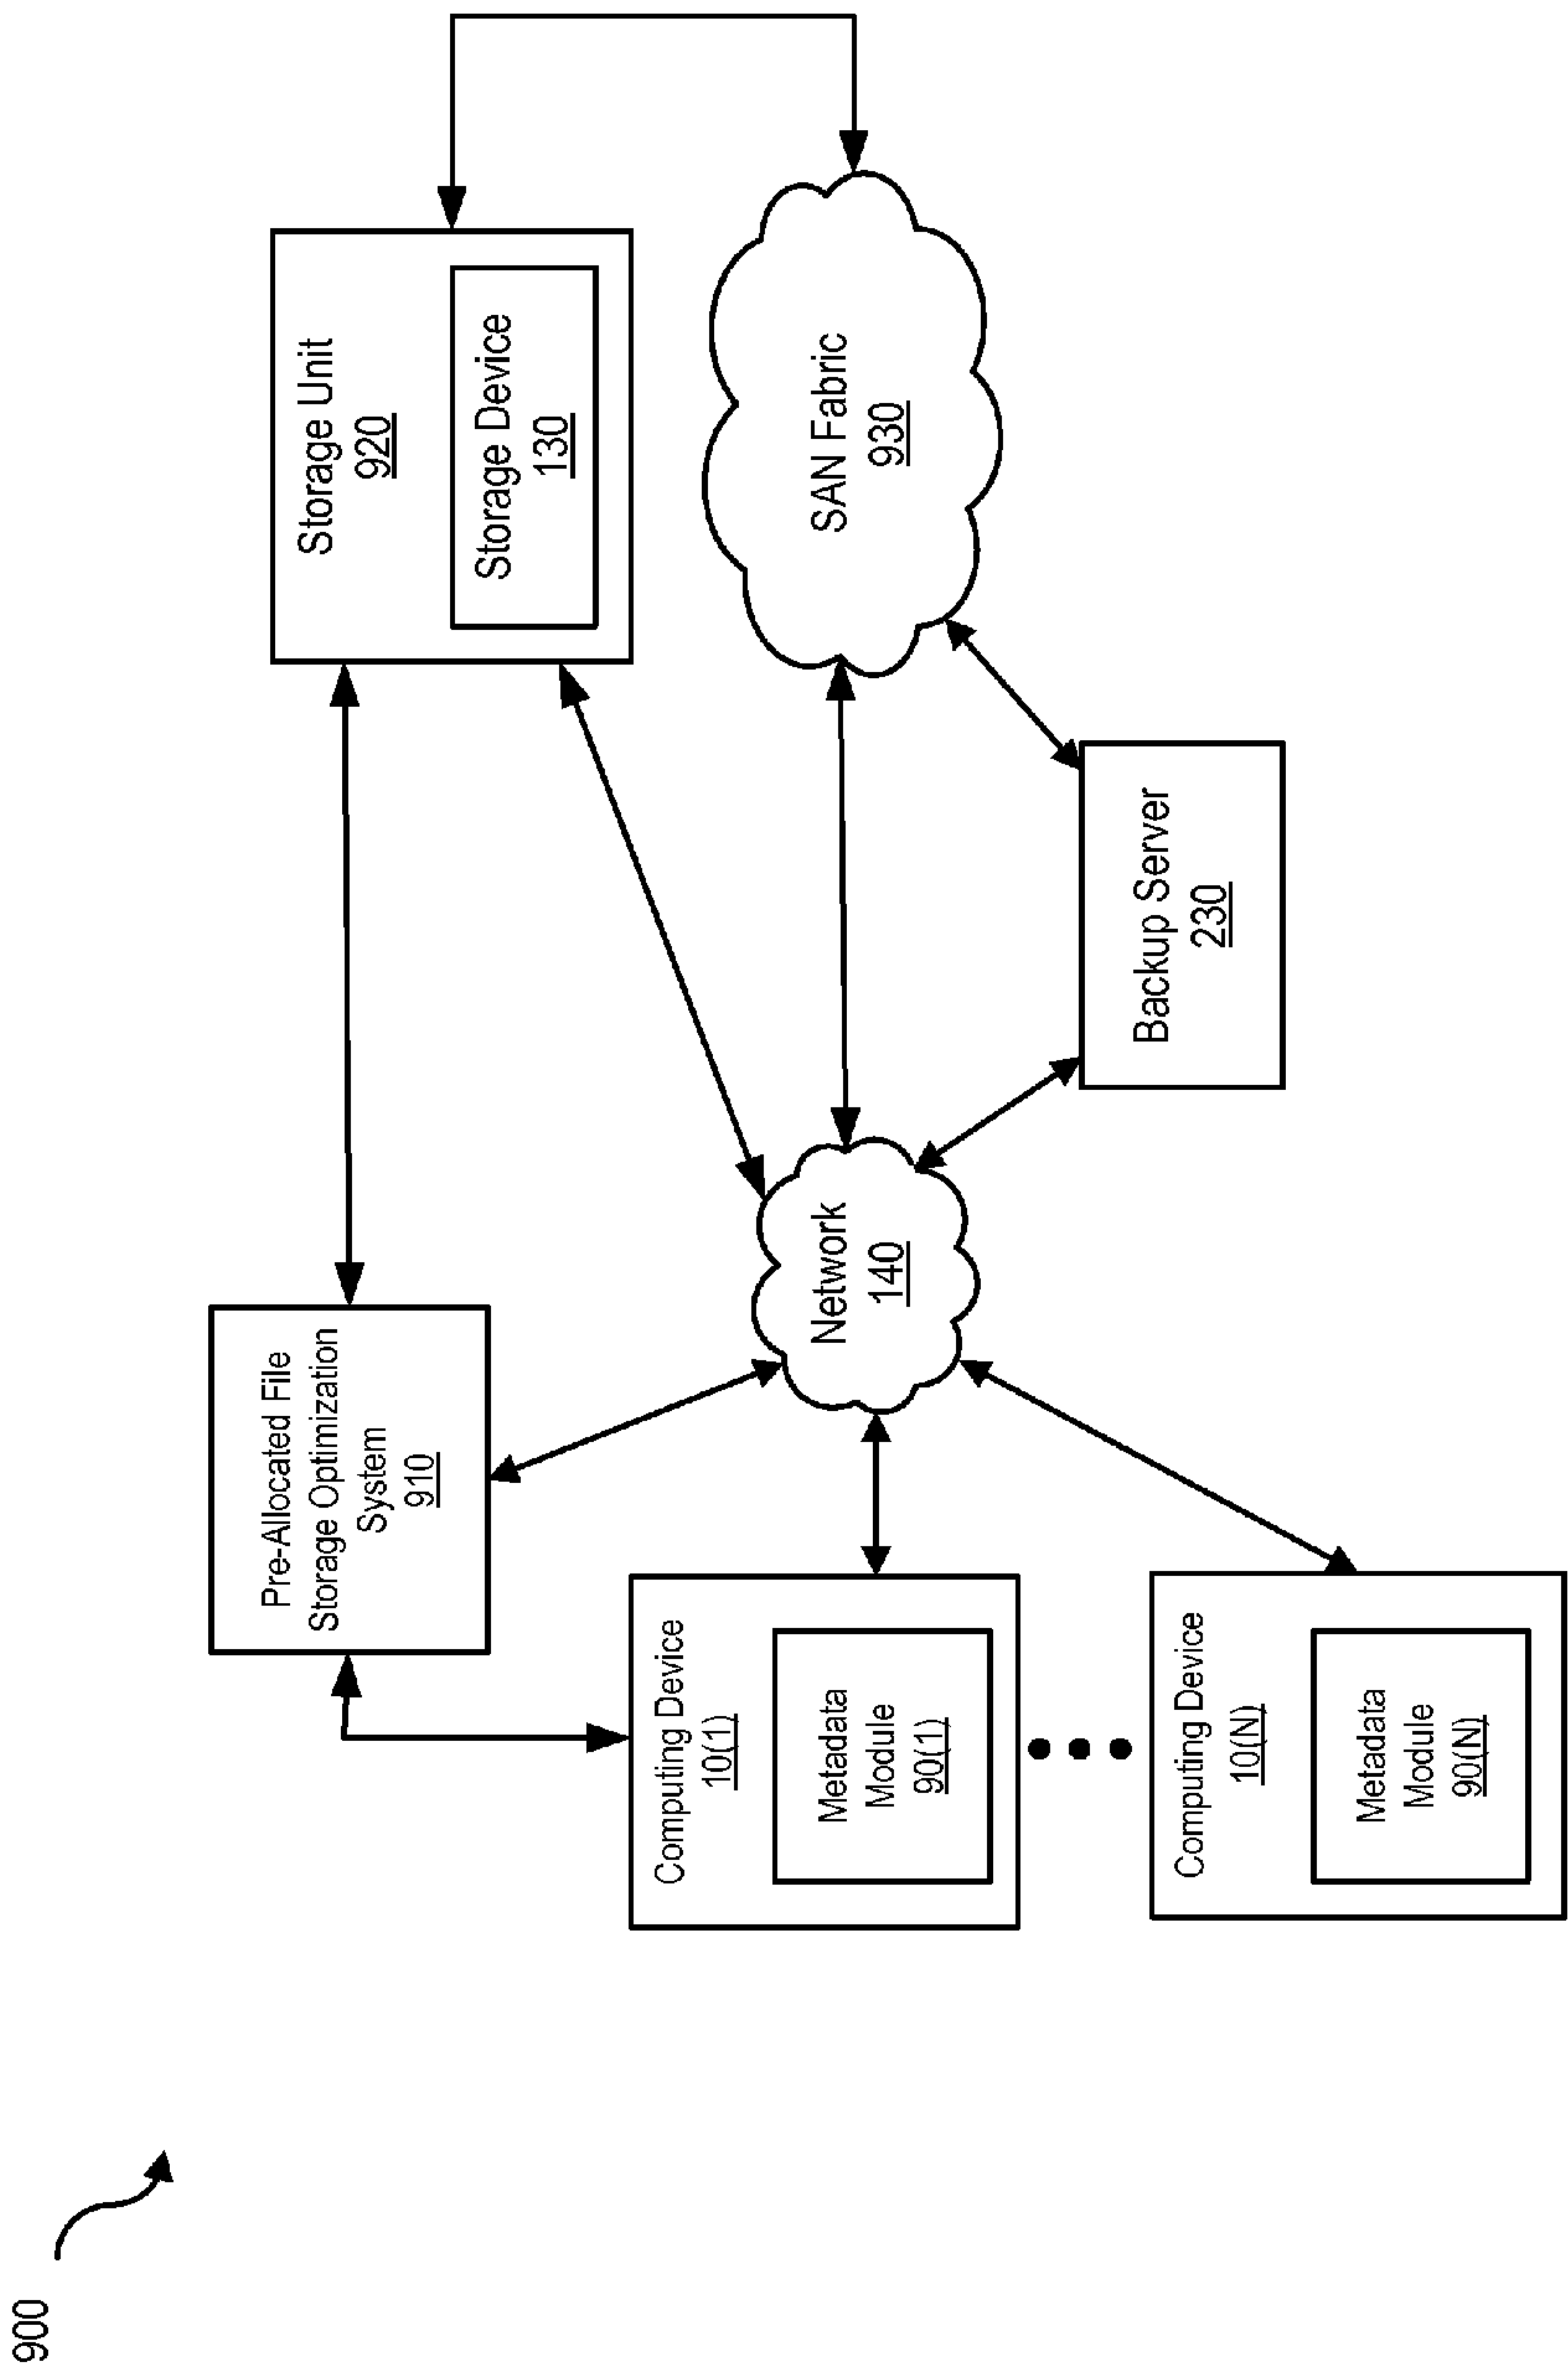 900
Pre-Allocated File
Storage Optimization
System
910
Storage Unit
920
Storage Device
130
Computing Device
10(1)
Metadata
Module
90(1)
Network
140
SAN Fabric
930
Backup Server
230
Computing Device
10(N)
Metadata
Module
90(N)